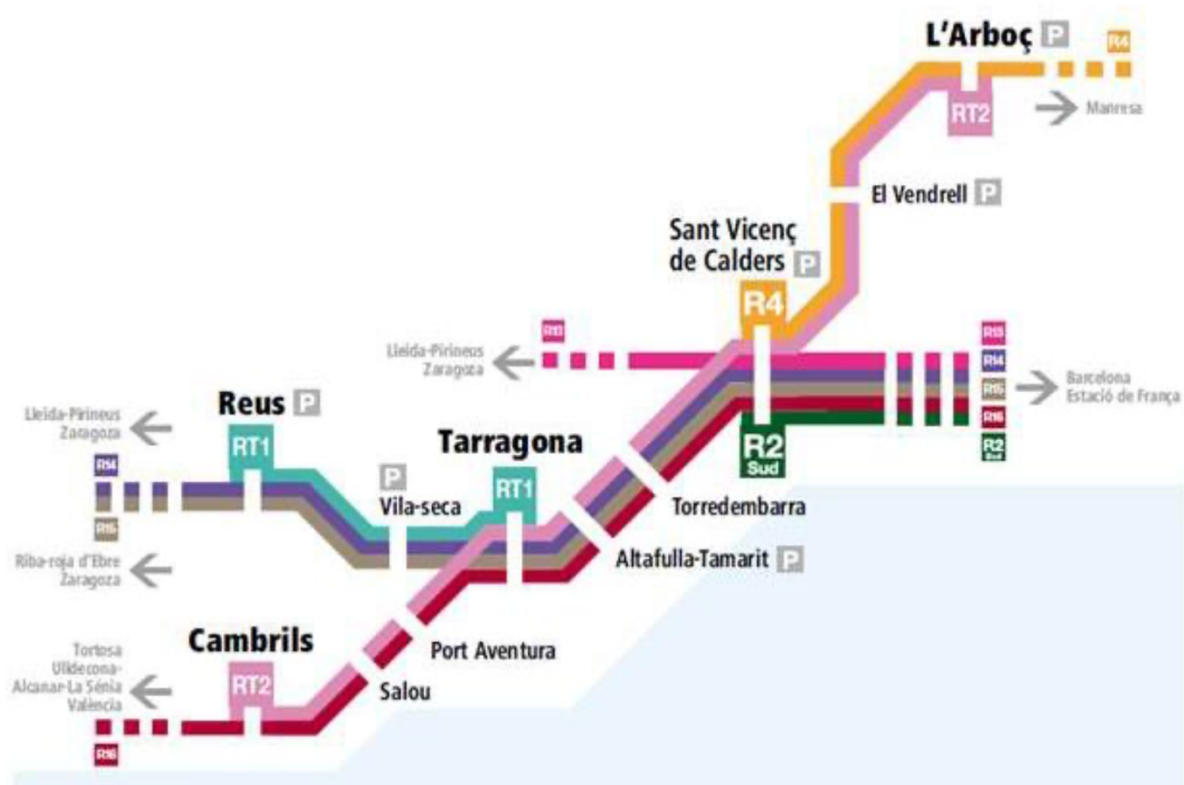 L'Arboç P
R4
RT2
Manresa
El Vendrell P
Sant Vicenç
de Calders P
R4
R13
Lleida-Pirineus
Zaragoza
R13
R14
R15
R16
R2
Sud
Barcelona
Estació de França
R2
Sud
Reus P
Lleida-Pirineus
Zaragoza
RT1
Tarragona
R14
P
Vila-seca
RT1
Torredembarra
R15
Altafulla-Tamarit P
Riba-roja d'Ebre
Zaragoza
Cambrils
Port Aventura
Tortosa
Ulldecona-
Alcanar-La Sénia
València
RT2
Salou
R16